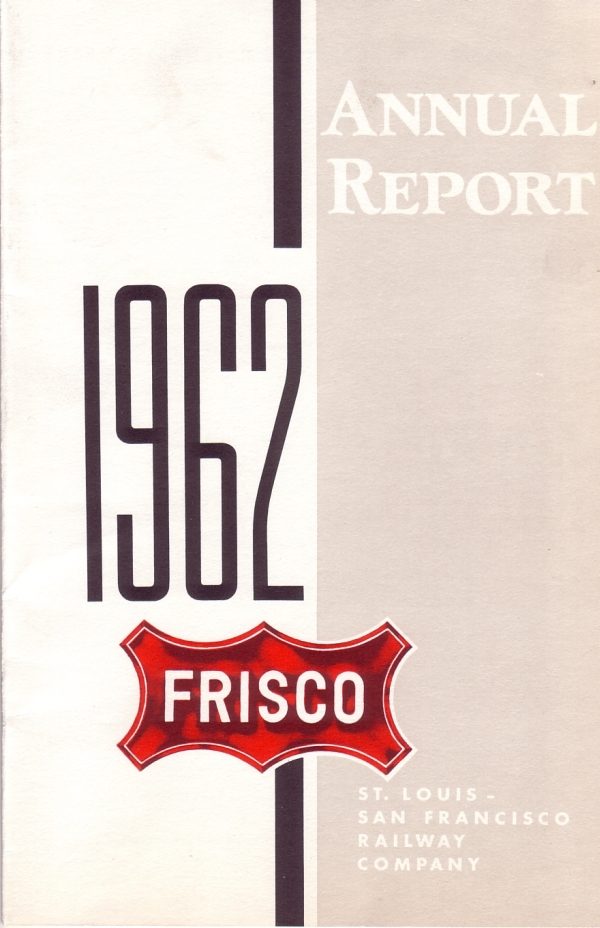 ANNUAL
REPORT
1962
FRISCO
ST. LOUIS –
SAN FRANCISCO
RAILWAY
COMPANY